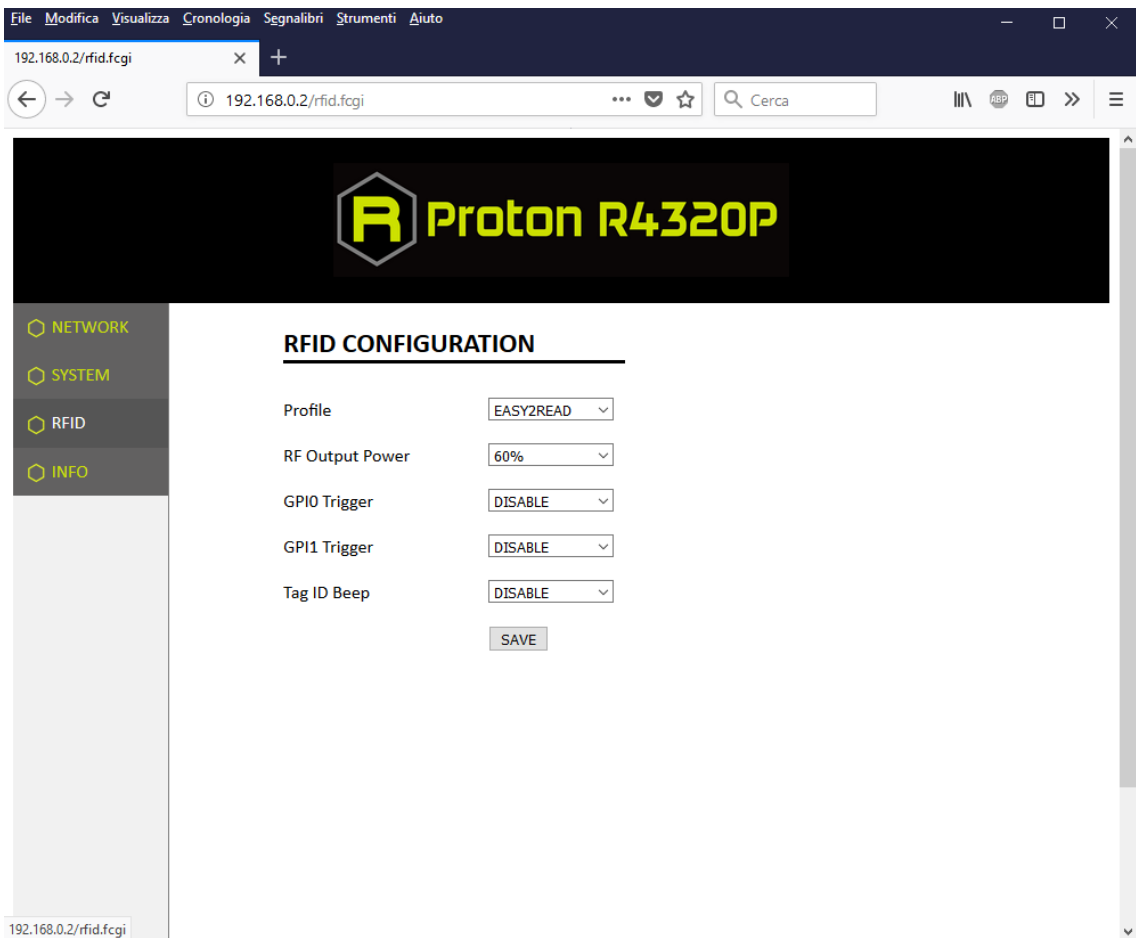 File Modifica Visualizza Cronologia Segnalibri Strumenti Aiuto
192.168.0.2/rfid.fcgi
192.168.0.2/rfid.fcgi
Cerca
ABP
R Proton R4320P
NETWORK
SYSTEM
RFID
INFO
RFID CONFIGURATION
Profile EASY2READ
RF Output Power 60%
GPI0 Trigger DISABLE
GPI1 Trigger DISABLE
Tag ID Beep DISABLE
SAVE
192.168.0.2/rfid.fcgi